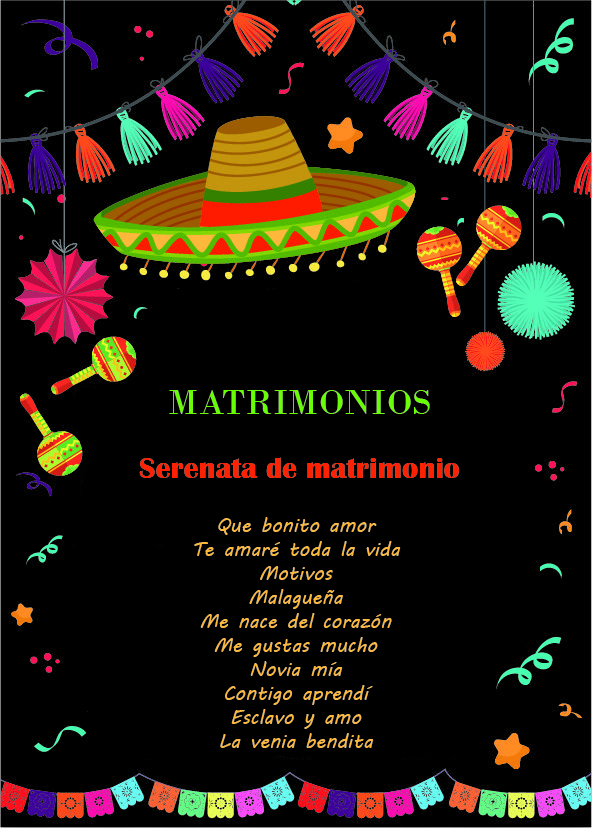 MATRIMONIOS
Serenata de matrimonio
Que bonito amor
Te amaré toda la vida
Motivos
Malagueña
Me nace del corazón
Me gustas mucho
Novia mía
Contigo aprendí
Esclavo y amo
La venia bendita